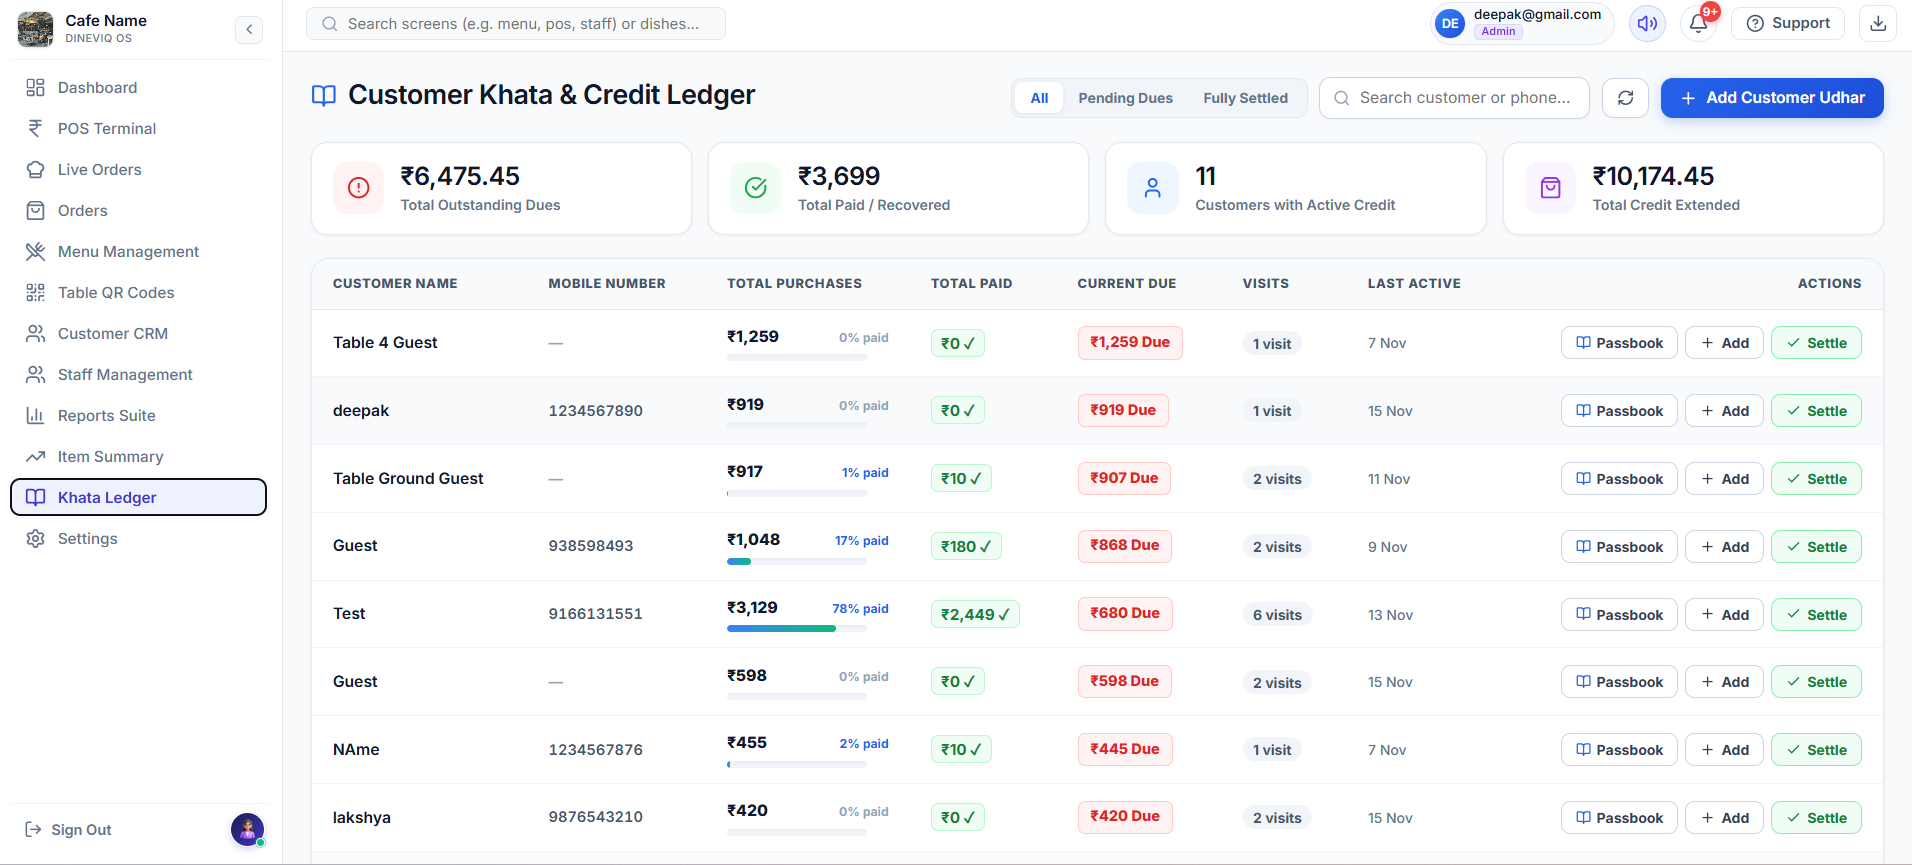 Cafe Name
DINEVIQ OS
Dashboard
POS Terminal
Live Orders
Orders
Menu Management
Table QR Codes
Customer CRM
Staff Management
Reports Suite
Item Summary
Khata Ledger
Settings
Sign Out
Search screens (e.g. menu, pos, staff) or dishes...
DE
deepak@gmail.com
Admin
9+
Support
Customer Khata & Credit Ledger
All Pending Dues Fully Settled
Search customer or phone...
+ Add Customer Udhar
₹6,475.45
Total Outstanding Dues
₹3,699
Total Paid / Recovered
11
Customers with Active Credit
₹10,174.45
Total Credit Extended
CUSTOMER NAME MOBILE NUMBER TOTAL PURCHASES TOTAL PAID CURRENT DUE VISITS LAST ACTIVE ACTIONS
Table 4 Guest — ₹1,259 0% paid ₹0 ✓ ₹1,259 Due 1 visit 7 Nov Passbook + Add ✓ Settle
deepak 1234567890 ₹919 0% paid ₹0 ✓ ₹919 Due 1 visit 15 Nov Passbook + Add ✓ Settle
Table Ground Guest — ₹917 1% paid ₹10 ✓ ₹907 Due 2 visits 11 Nov Passbook + Add ✓ Settle
Guest 938598493 ₹1,048 17% paid ₹180 ✓ ₹868 Due 2 visits 9 Nov Passbook + Add ✓ Settle
Test 9166131551 ₹3,129 78% paid ₹2,449 ✓ ₹680 Due 6 visits 13 Nov Passbook + Add ✓ Settle
Guest — ₹598 0% paid ₹0 ✓ ₹598 Due 2 visits 15 Nov Passbook + Add ✓ Settle
NAme 1234567876 ₹455 2% paid ₹10 ✓ ₹445 Due 1 visit 7 Nov Passbook + Add ✓ Settle
lakshya 9876543210 ₹420 0% paid ₹0 ✓ ₹420 Due 2 visits 15 Nov Passbook + Add ✓ Settle